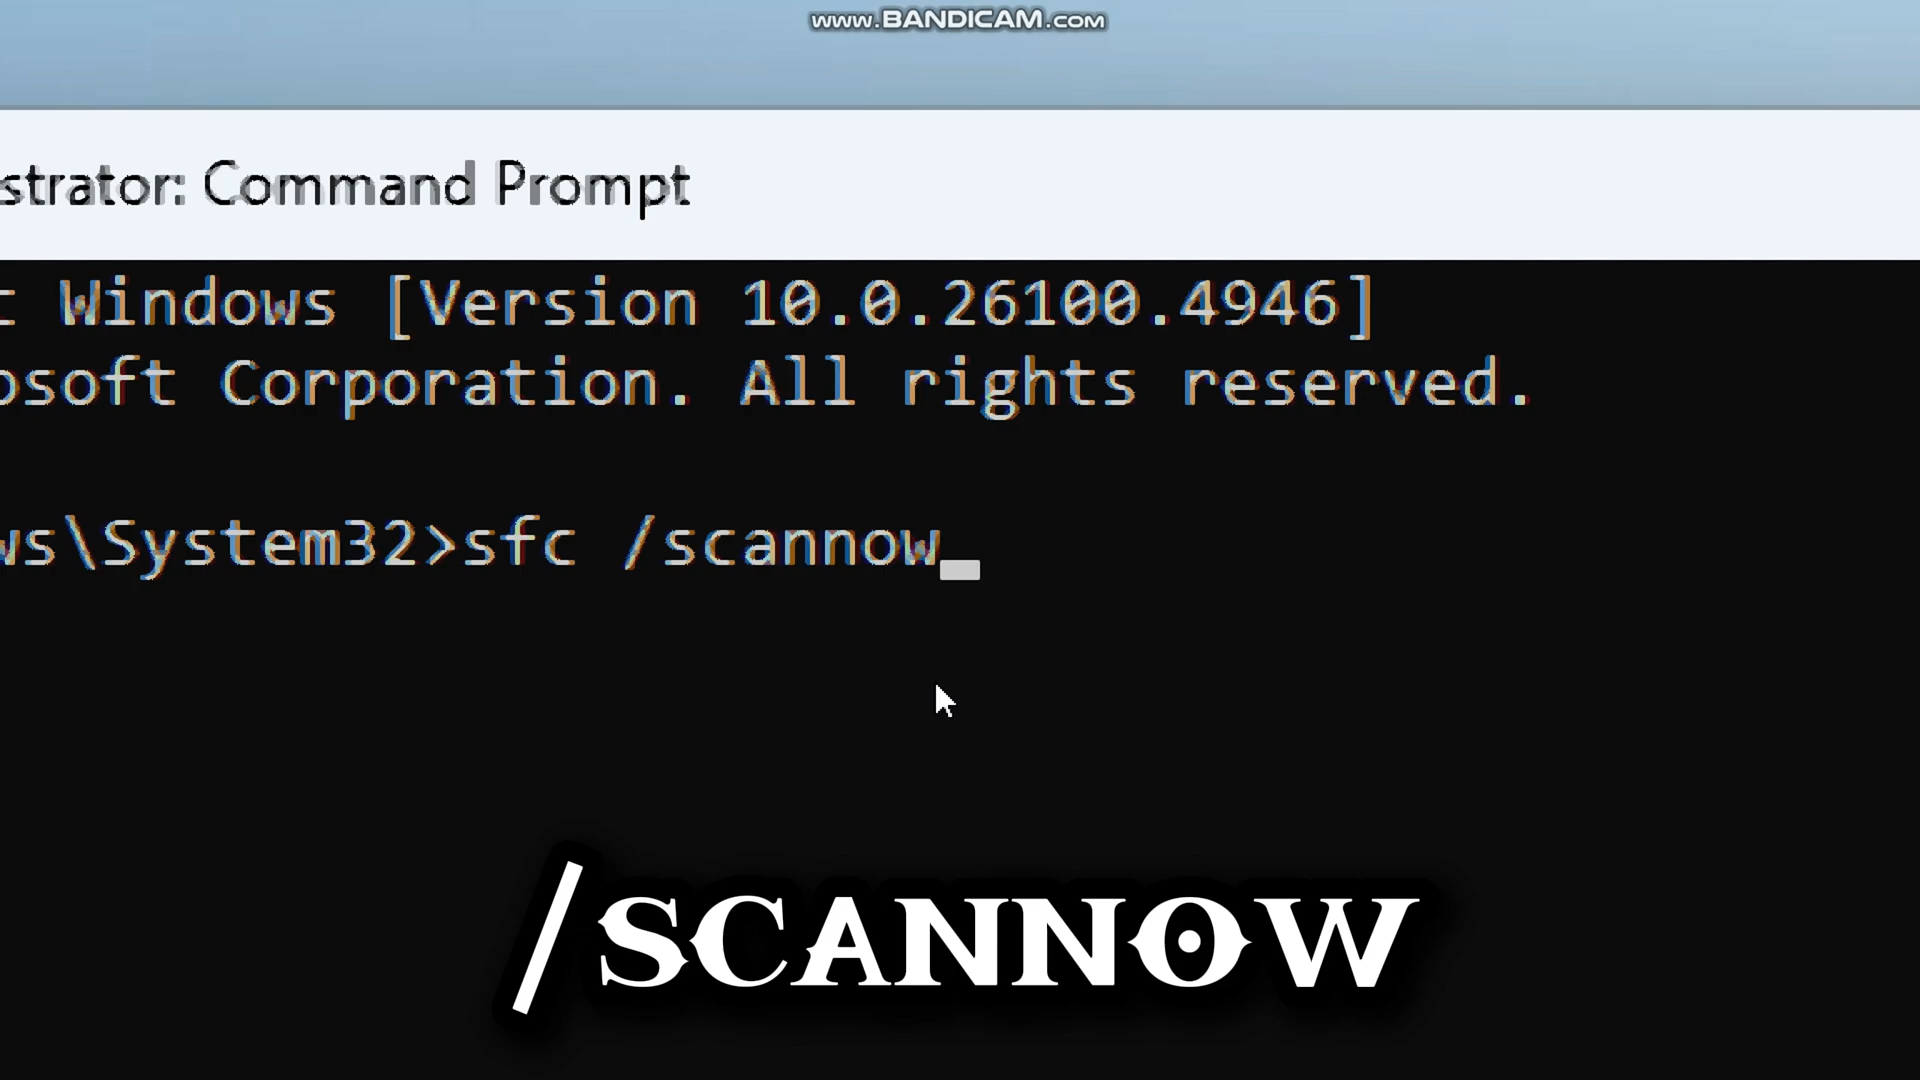 www.BANDICAM.com
strator: Command Prompt
t Windows [Version 10.0.26100.4946]
osoft Corporation. All rights reserved.
ws\System32>sfc /scannow
/SCANNOW